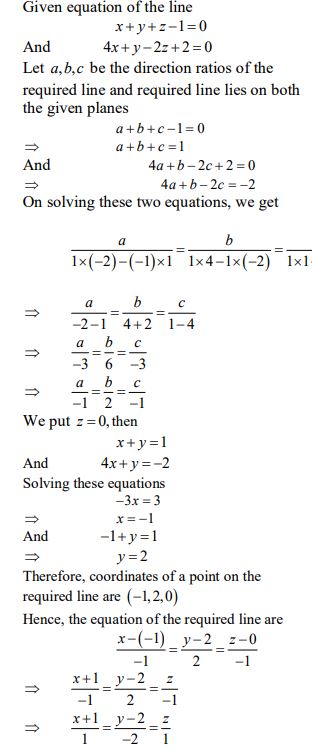 Given equation of the line
x+y+z−1=0
And 4x+y−2z+2=0
Let a,b,c be the direction ratios of the
required line and required line lies on both
the given planes
a+b+c−1=0
⇒ a+b+c=1
And 4a+b−2c+2=0
⇒ 4a+b−2c=−2
On solving these two equations, we get
a/(1×(−2)−(−1)×1) = b/(1×4−1×(−2)) = /(1×1
⇒ a/(−2−1) = b/(4+2) = c/(1−4)
⇒ a/−3 = b/6 = c/−3
⇒ a/−1 = b/2 = c/−1
We put z=0, then
x+y=1
And 4x+y=−2
Solving these equations
−3x=3
⇒ x=−1
And −1+y=1
⇒ y=2
Therefore, coordinates of a point on the
required line are (−1,2,0)
Hence, the equation of the required line are
(x−(−1))/−1 = (y−2)/2 = (z−0)/−1
⇒ (x+1)/−1 = (y−2)/2 = z/−1
⇒ (x+1)/1 = (y−2)/−2 = z/1